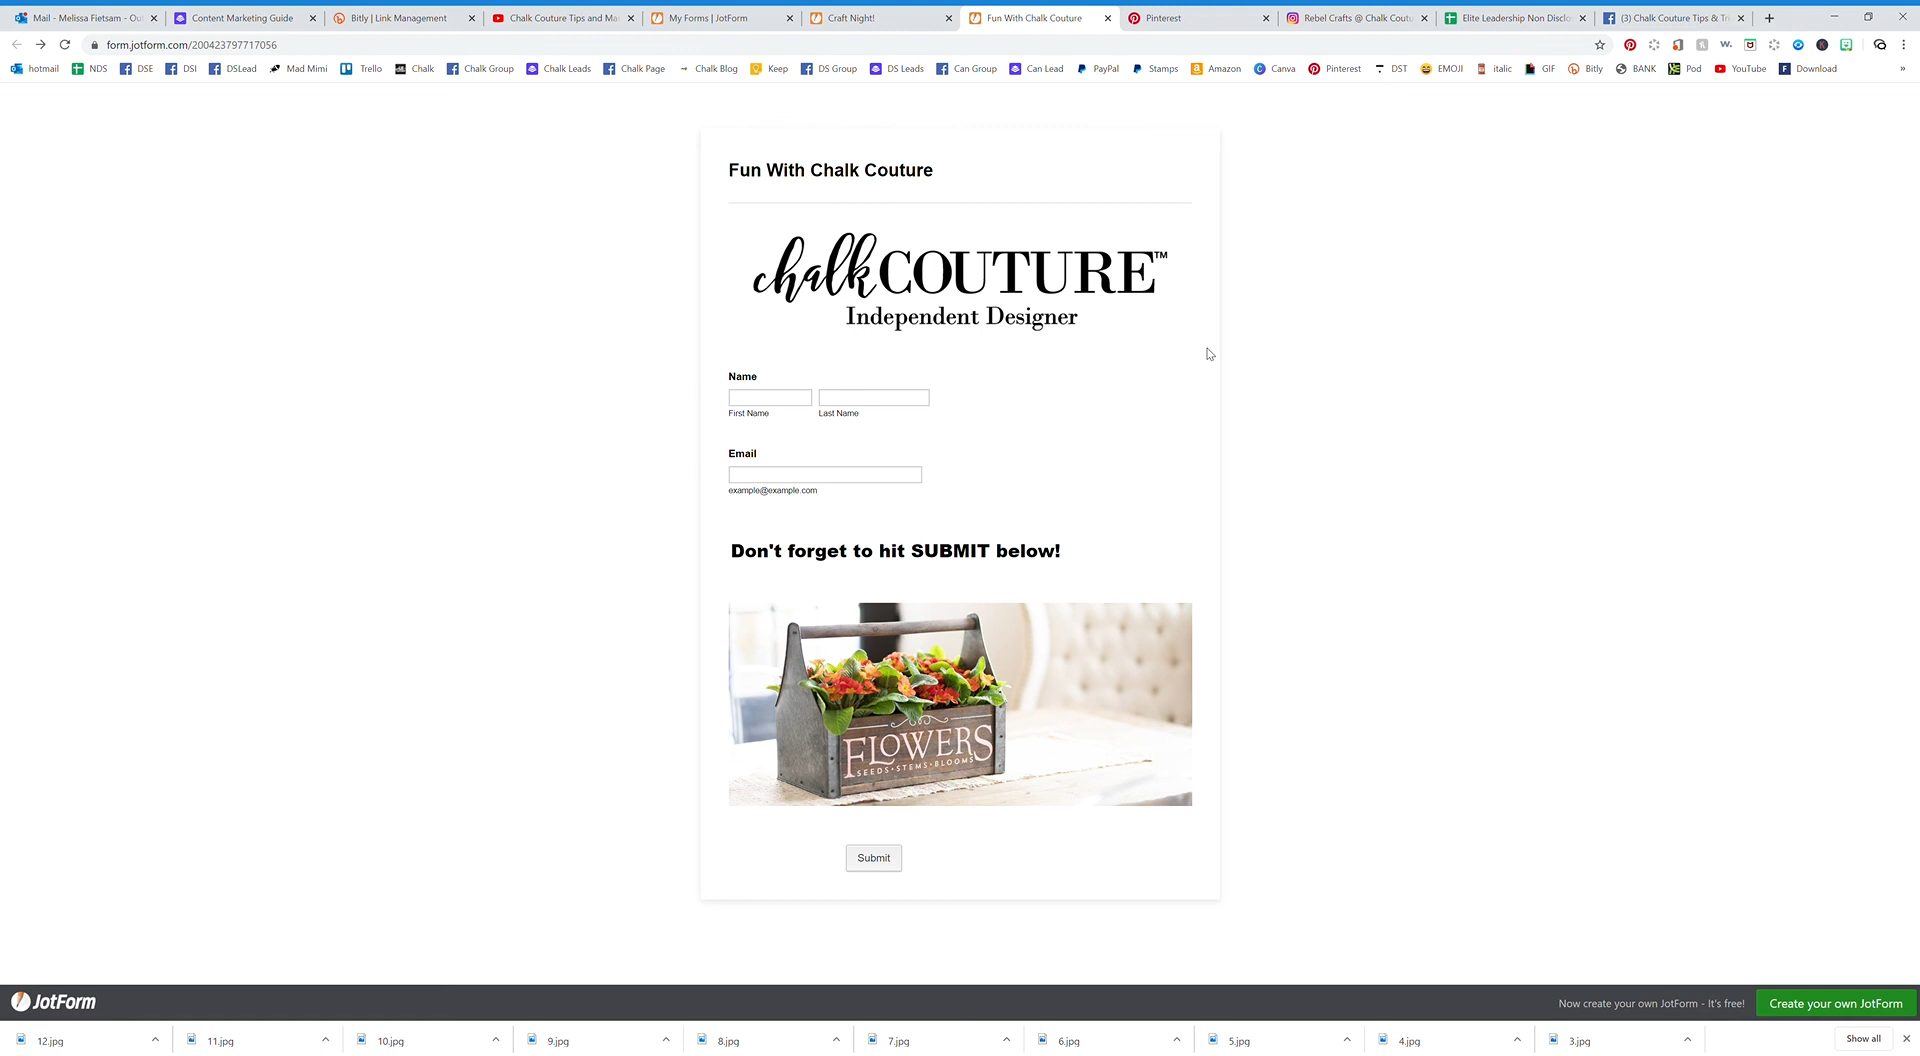 Mail - Melissa Fietsam - Ou
Content Marketing Guide
Bitly | Link Management
Chalk Couture Tips and Ma
My Forms | JotForm
Craft Night!
Fun With Chalk Couture
Pinterest
Rebel Crafts @ Chalk Coutu
Elite Leadership Non Disclo
(3) Chalk Couture Tips & Tri
form.jotform.com/200423797717056
hotmail NDS DSE DSI DSLead Mad Mimi Trello Chalk Chalk Group Chalk Leads Chalk Page Chalk Blog Keep DS Group DS Leads Can Group Can Lead PayPal Stamps Amazon Canva Pinterest DST EMOJI italic GIF Bitly BANK Pod YouTube Download »
Fun With Chalk Couture
chalkCOUTURE™
Independent Designer
Name
First Name Last Name
Email
example@example.com
Don't forget to hit SUBMIT below!
FLOWERS
SEEDS•STEMS•BLOOMS
Submit
JotForm
Now create your own JotForm - It's free!
Create your own JotForm
12.jpg 11.jpg 10.jpg 9.jpg 8.jpg 7.jpg 6.jpg 5.jpg 4.jpg 3.jpg Show all